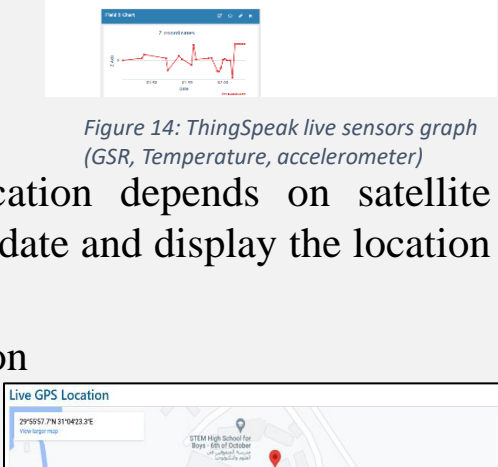 Field 5 Chart
Z Axis
Date
Figure 14: ThingSpeak live sensors graph
(GSR, Temperature, accelerometer)
cation depends on satellite
date and display the location
on
Live GPS Location
29°55'57.7"N 31°04'23.3"E
View larger map
STEM High School for
Boys - 6th of October